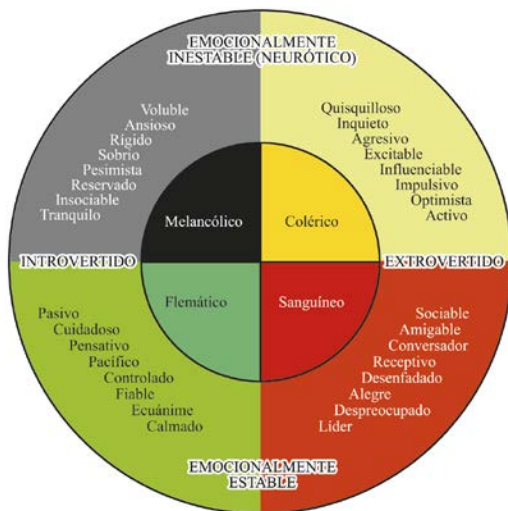 EMOCIONALMENTE
INESTABLE (NEURÓTICO)
Voluble
Ansioso
Rígido
Sobrio
Pesimista
Reservado
Insociable
Tranquilo
Quisquilloso
Inquieto
Agresivo
Excitable
Influenciable
Impulsivo
Optimista
Activo
Melancólico
Colérico
INTROVERTIDO
EXTROVERTIDO
Flemático
Sanguíneo
Pasivo
Cuidadoso
Pensativo
Pacífico
Controlado
Fiable
Ecuánime
Calmado
Sociable
Amigable
Conversador
Receptivo
Desenfadado
Alegre
Despreocupado
Líder
EMOCIONALMENTE
ESTABLE